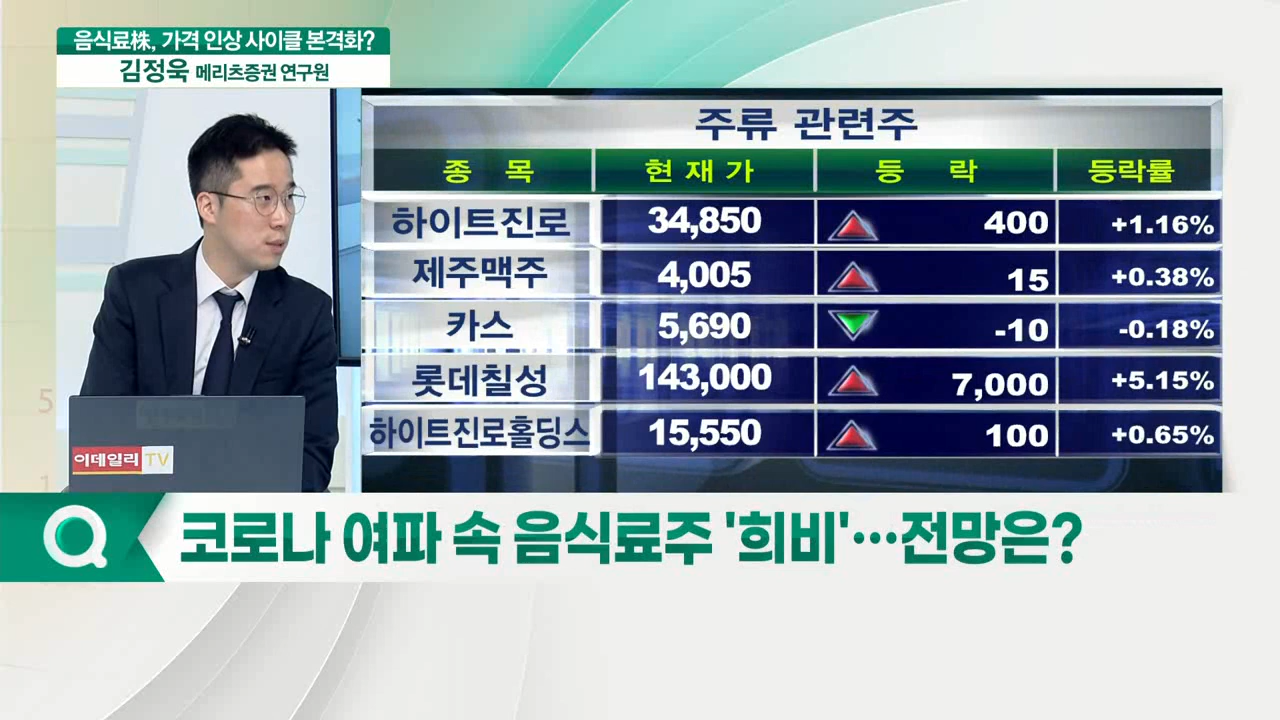 음식료株, 가격 인상 사이클 본격화?
김정욱 메리츠증권 연구원
주류 관련주
종 목 현 재 가 등 락 등락률
하이트진로 34,850 400 +1.16%
제주맥주 4,005 15 +0.38%
카스 5,690 -10 -0.18%
롯데칠성 143,000 7,000 +5.15%
하이트진로홀딩스 15,550 100 +0.65%
이데일리TV
코로나 여파 속 음식료주 '희비'…전망은?